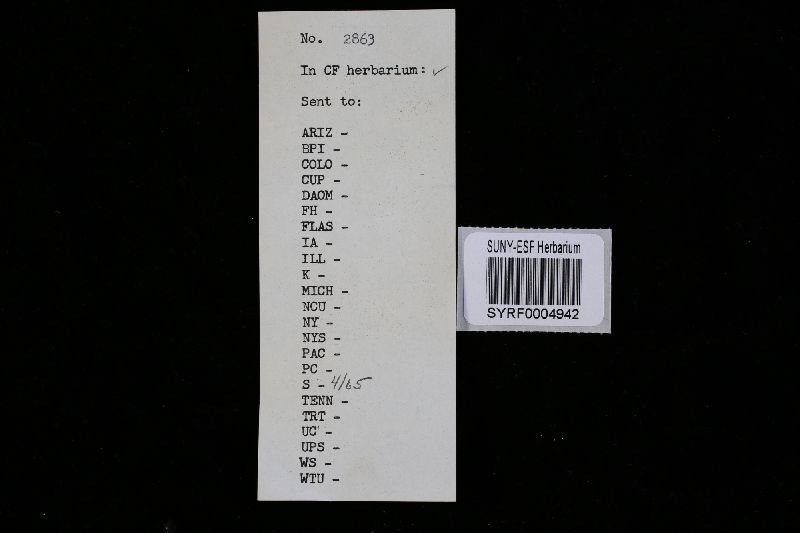 No. 2863
In CF herbarium: ✓
Sent to:
ARIZ -
BPI -
COLO -
CUP -
DAOM -
FH -
FLAS -
IA -
ILL -
K -
MICH -
NCU -
NY -
NYS -
PAC -
PC -
S - 4/65
TENN -
TRT -
UC -
UPS -
WS -
WTU -
SUNY-ESF Herbarium
SYRF0004942